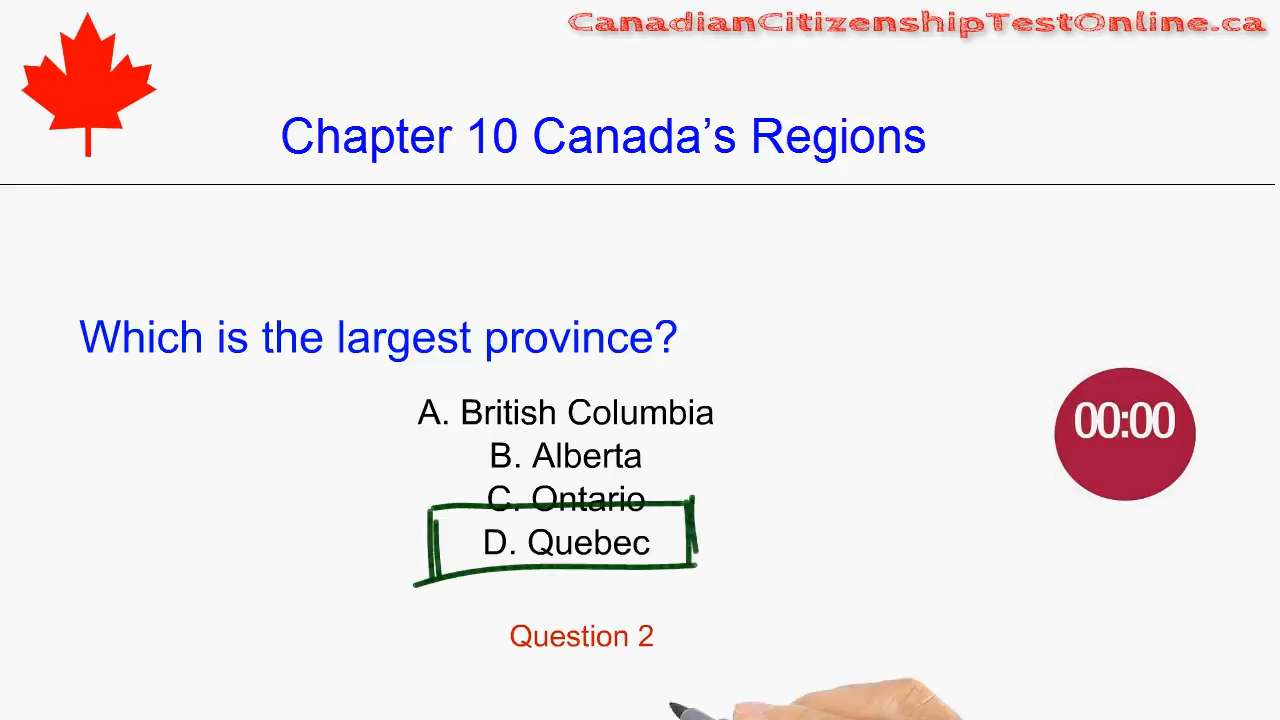 CanadianCitizenshipTestOnline.ca
Chapter 10 Canada’s Regions
Which is the largest province?
A. British Columbia
B. Alberta
C. Ontario
D. Quebec
00:00
Question 2